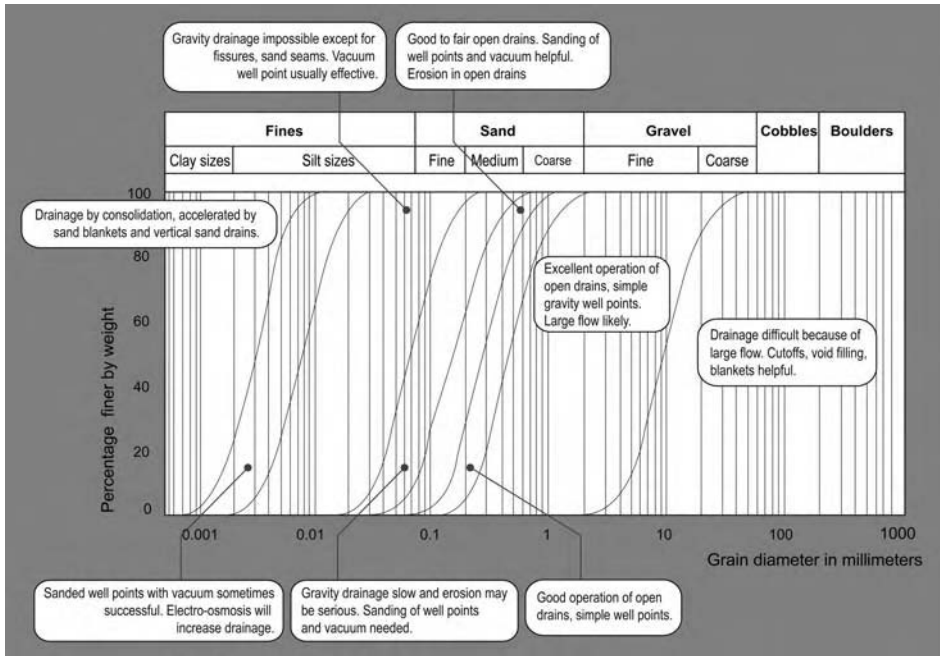 Gravity drainage impossible except for
fissures, sand seams. Vacuum
well point usually effective.
Good to fair open drains. Sanding of
well points and vacuum helpful.
Erosion in open drains
Fines
Sand
Gravel
Cobbles
Boulders
Clay sizes
Silt sizes
Fine
Medium
Coarse
Fine
Coarse
100
80
60
40
20
0
Percentage finer by weight
Drainage by consolidation, accelerated by
sand blankets and vertical sand drains.
Excellent operation of
open drains, simple
gravity well points.
Large flow likely.
Drainage difficult because of
large flow. Cutoffs, void filling,
blankets helpful.
0.001
0.01
0.1
1
10
100
1000
Grain diameter in millimeters
Sanded well points with vacuum sometimes
successful. Electro-osmosis will
increase drainage.
Gravity drainage slow and erosion may
be serious. Sanding of well points
and vacuum needed.
Good operation of open
drains, simple well points.